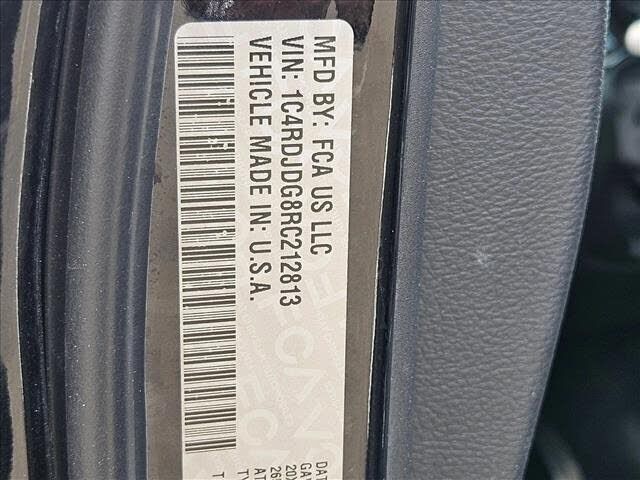 MFD BY: FCA US LLC
VIN: 1C4RDJDG8RC212813
VEHICLE MADE IN: U.S.A.